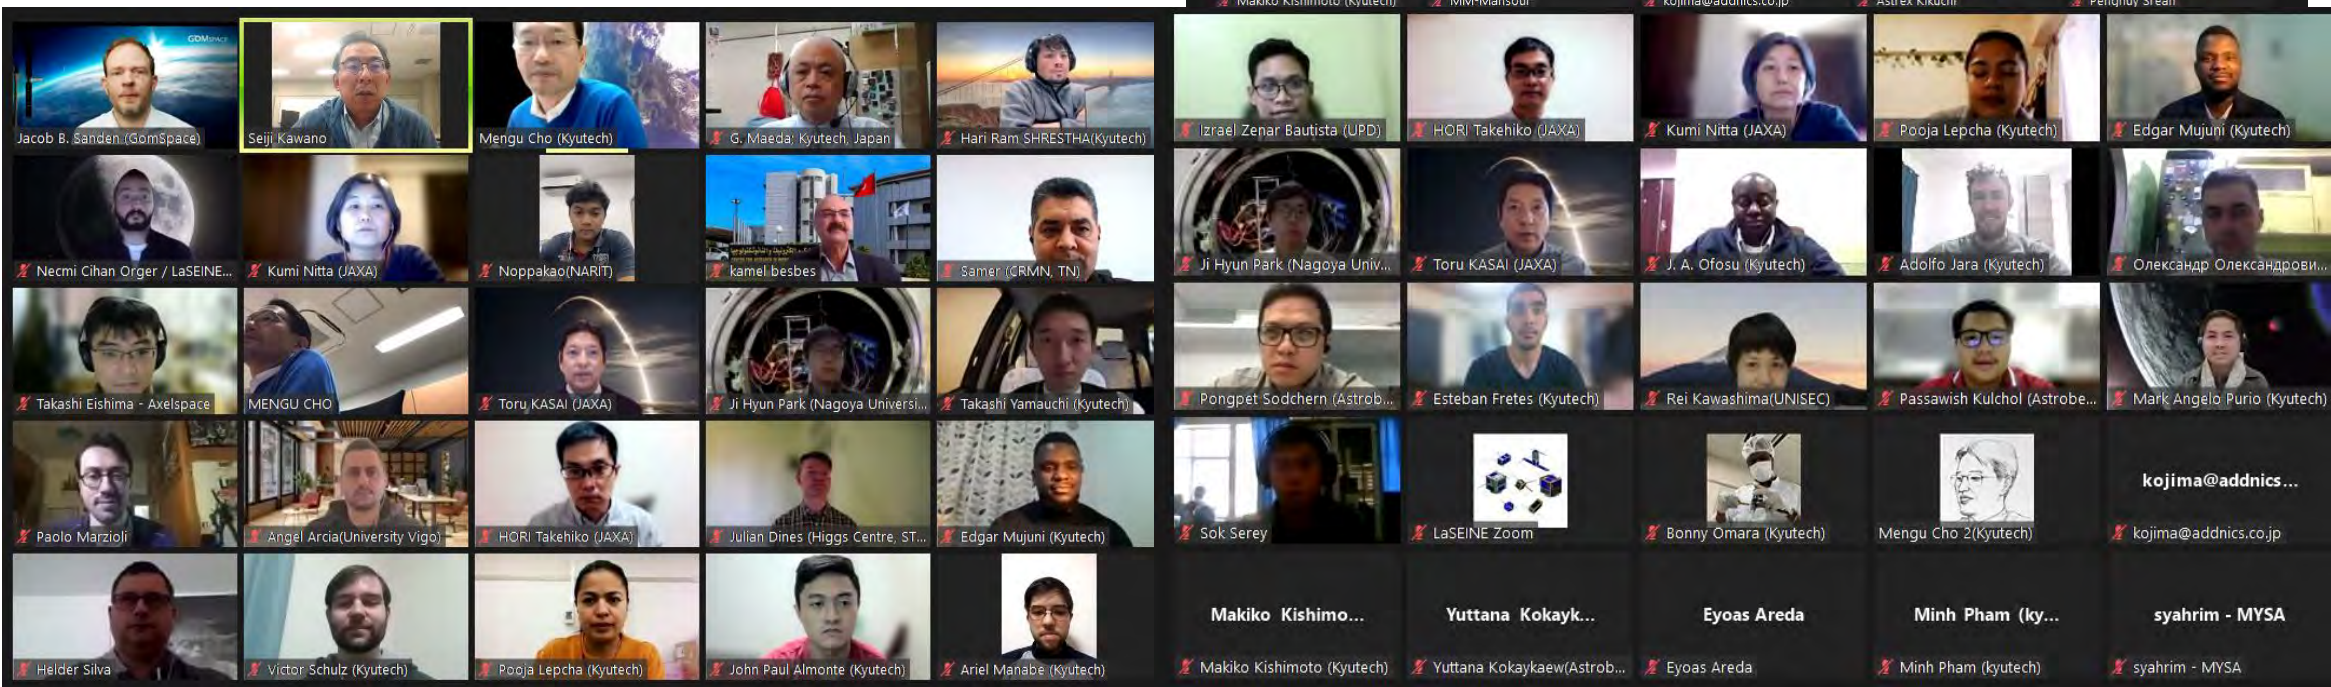 Makiko Kishimoto (Kyutech)
MM-Mansour
kojima@addnics.co.jp
Astrex Kikuchi
Penghuy Srean
GOMSPACE
Jacob B. Sanden (GomSpace)
Seiji Kawano
Mengu Cho (Kyutech)
G. Maeda; Kyutech, Japan
Hari Ram SHRESTHA(Kyutech)
Necmi Cihan Orger / LaSEINE...
Kumi Nitta (JAXA)
Noppakao(NARIT)
kamel besbes
Samer (CRMN, TN)
Takashi Eishima - Axelspace
MENGU CHO
Toru KASAI (JAXA)
Ji Hyun Park (Nagoya Universi...
Takashi Yamauchi (Kyutech)
Paolo Marzioli
Angel Arcia(University Vigo)
HORI Takehiko (JAXA)
Julian Dines (Higgs Centre, ST...
Edgar Mujuni (Kyutech)
Helder Silva
Victor Schulz (Kyutech)
Pooja Lepcha (Kyutech)
John Paul Almonte (Kyutech)
Ariel Manabe (Kyutech)
Izrael Zenar Bautista (UPD)
HORI Takehiko (JAXA)
Kumi Nitta (JAXA)
Pooja Lepcha (Kyutech)
Edgar Mujuni (Kyutech)
Ji Hyun Park (Nagoya Univ...
Toru KASAI (JAXA)
J. A. Ofosu (Kyutech)
Adolfo Jara (Kyutech)
Олександр Олександрови...
Pongpet Sodchern (Astrob...
Esteban Fretes (Kyutech)
Rei Kawashima(UNISEC)
Passawish Kulchol (Astrobe...
Mark Angelo Purio (Kyutech)
Sok Serey
LaSEINE Zoom
Bonny Omara (Kyutech)
Mengu Cho 2(Kyutech)
kojima@addnics...
kojima@addnics.co.jp
Makiko Kishimo...
Yuttana Kokayk...
Eyoas Areda
Minh Pham (ky...
syahrim - MYSA
Makiko Kishimoto (Kyutech)
Yuttana Kokaykaew(Astrob...
Eyoas Areda
Minh Pham (kyutech)
syahrim - MYSA